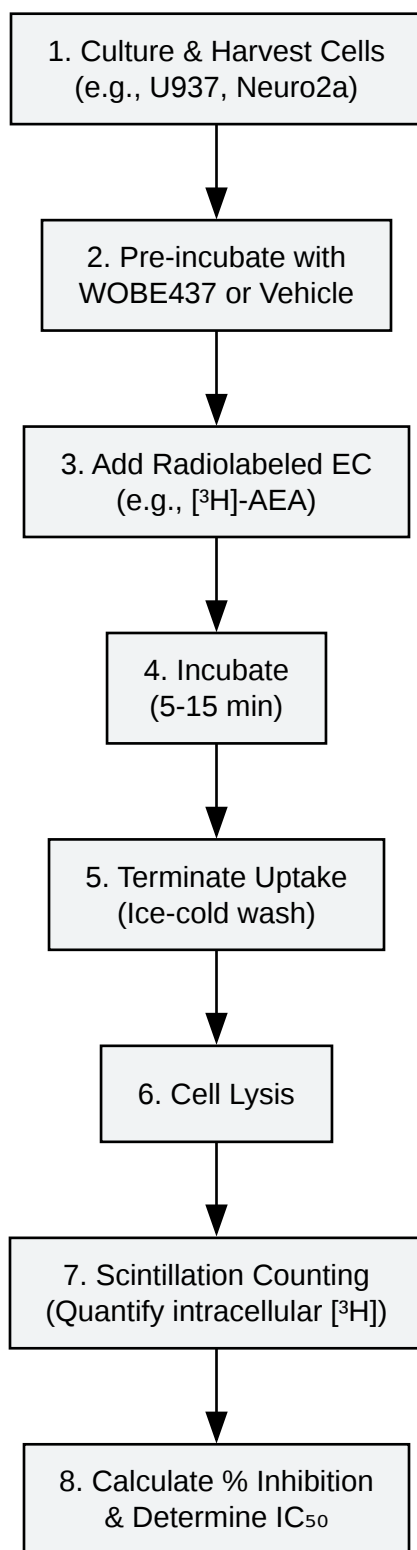 1. Culture & Harvest Cells
(e.g., U937, Neuro2a)
2. Pre-incubate with
WOBE437 or Vehicle
3. Add Radiolabeled EC
(e.g., [³H]-AEA)
4. Incubate
(5-15 min)
5. Terminate Uptake
(Ice-cold wash)
6. Cell Lysis
7. Scintillation Counting
(Quantify intracellular [³H])
8. Calculate % Inhibition
& Determine IC₅₀